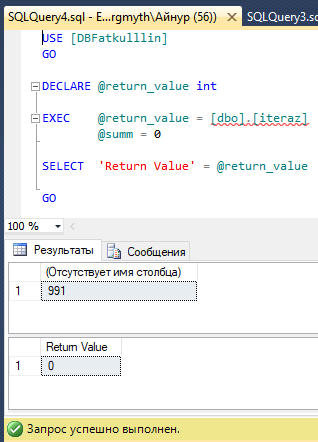 SQLQuery4.sql - E...rgmyth\Айнур (56))
SQLQuery3.s
USE [DBFatkulllin]
GO
DECLARE @return_value int
EXEC @return_value = [dbo].[iteraz]
@summ = 0
SELECT 'Return Value' = @return_value
GO
100 %
Результаты Сообщения
(Отсутствует имя столбца)
1 991
Return Value
1 0
Запрос успешно выполнен.